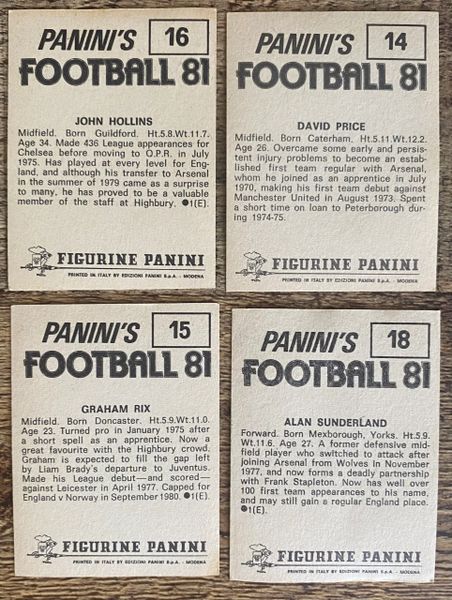 PANINI'S 16
FOOTBALL 81
JOHN HOLLINS
Midfield. Born Guildford. Ht.5.8.Wt.11.7.
Age 34. Made 436 League appearances for
Chelsea before moving to Q.P.R. in July
1975. Has played at every level for Eng-
land, and although his transfer to Arsenal
in the summer of 1979 came as a surprise
to many, he has proved to be a valuable
member of the staff at Highbury. ●1(E).
FIGURINE PANINI
PRINTED IN ITALY BY EDIZIONI PANINI S.p.A. - MODENA
PANINI'S 14
FOOTBALL 81
DAVID PRICE
Midfield. Born Caterham. Ht.5.11.Wt.12.2.
Age 26. Overcame some early and persis-
tent injury problems to become an estab-
lished first team regular with Arsenal,
whom he joined as an apprentice in July
1970, making his first team debut against
Manchester United in August 1973. Spent
a short time on loan to Peterborough dur-
ing 1974-75.
FIGURINE PANINI
PRINTED IN ITALY BY EDIZIONI PANINI S.p.A. - MODENA
PANINI'S 15
FOOTBALL 81
GRAHAM RIX
Midfield. Born Doncaster. Ht.5.9.Wt.11.0.
Age 23. Turned pro in January 1975 after
a short spell as an apprentice. Now a
great favourite with the Highbury crowd,
Graham is expected to fill the gap left
by Liam Brady's departure to Juventus.
Made his League debut—and scored—
against Leicester in April 1977. Capped for
England v Norway in September 1980. ●1(E).
FIGURINE PANINI
PRINTED IN ITALY BY EDIZIONI PANINI S.p.A. - MODENA
PANINI'S 18
FOOTBALL 81
ALAN SUNDERLAND
Forward. Born Mexborough, Yorks. Ht.5.9.
Wt.11.6. Age 27. A former defensive mid-
field player who switched to attack after
joining Arsenal from Wolves in November
1977, and now forms a deadly partnership
with Frank Stapleton. Now has well over
100 first team appearances to his name,
and may still gain a regular England place.
●1(E).
FIGURINE PANINI
PRINTED IN ITALY BY EDIZIONI PANINI S.p.A. - MODENA